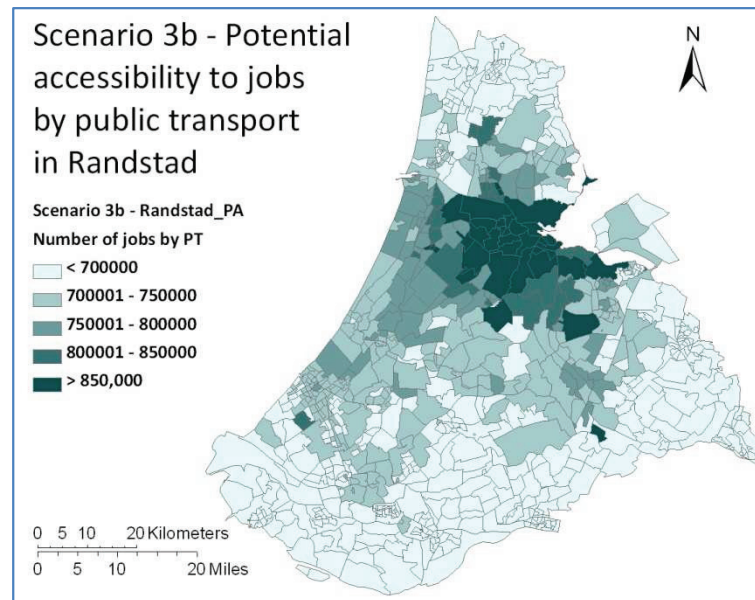 Scenario 3b - Potential
accessibility to jobs
by public transport
in Randstad
N
Scenario 3b - Randstad_PA
Number of jobs by PT
< 700000
700001 - 750000
750001 - 800000
800001 - 850000
> 850,000
0 5 10 20 Kilometers
0 5 10 20 Miles